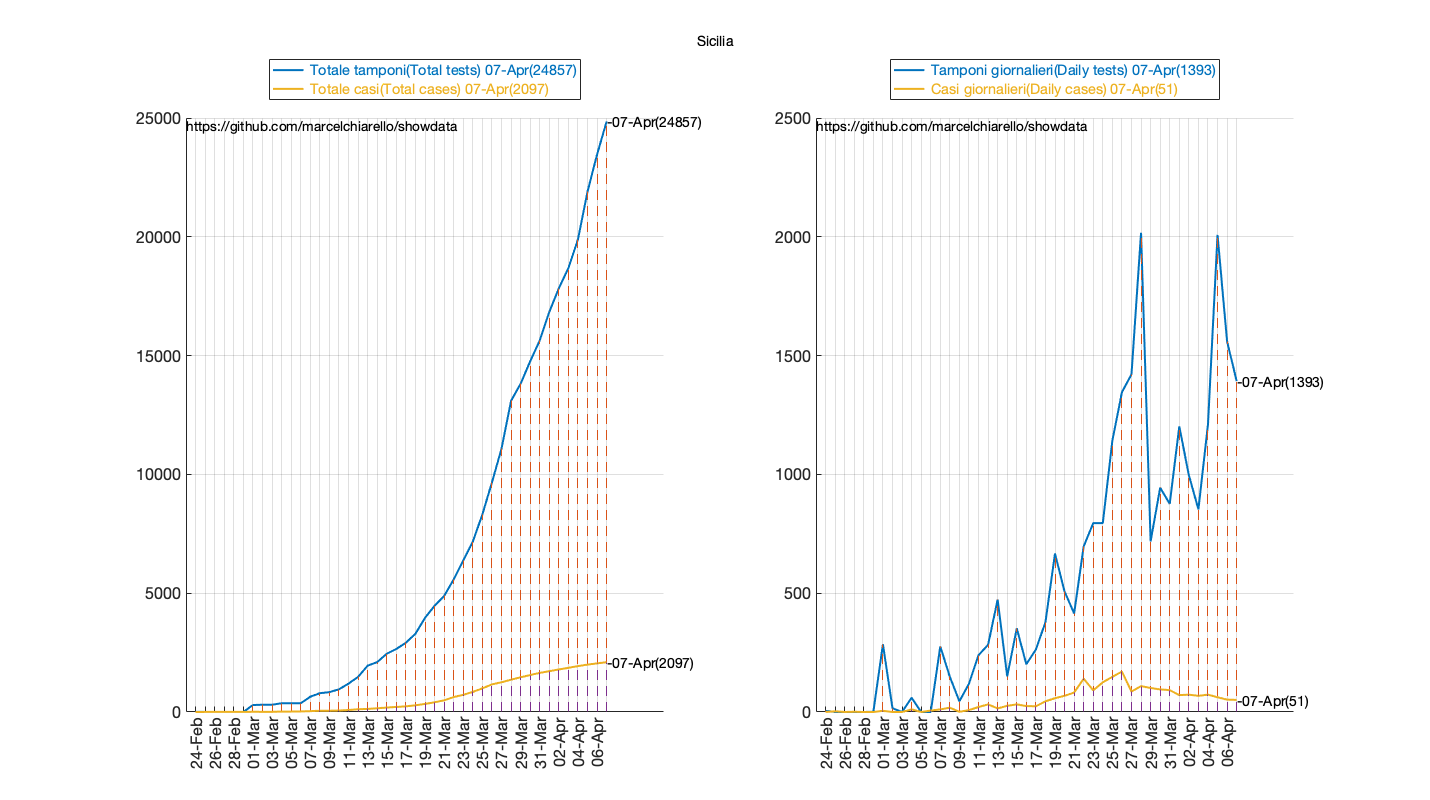 Sicilia
Totale tamponi(Total tests) 07-Apr(24857)
Totale casi(Total cases) 07-Apr(2097)
25000
20000
15000
10000
5000
0
https://github.com/marcelchiarello/showdata
-07-Apr(24857)
-07-Apr(2097)
24-Feb
26-Feb
28-Feb
01-Mar
03-Mar
05-Mar
07-Mar
09-Mar
11-Mar
13-Mar
15-Mar
17-Mar
19-Mar
21-Mar
23-Mar
25-Mar
27-Mar
29-Mar
31-Mar
02-Apr
04-Apr
06-Apr
Tamponi giornalieri(Daily tests) 07-Apr(1393)
Casi giornalieri(Daily cases) 07-Apr(51)
2500
2000
1500
1000
500
0
https://github.com/marcelchiarello/showdata
-07-Apr(1393)
-07-Apr(51)
24-Feb
26-Feb
28-Feb
01-Mar
03-Mar
05-Mar
07-Mar
09-Mar
11-Mar
13-Mar
15-Mar
17-Mar
19-Mar
21-Mar
23-Mar
25-Mar
27-Mar
29-Mar
31-Mar
02-Apr
04-Apr
06-Apr